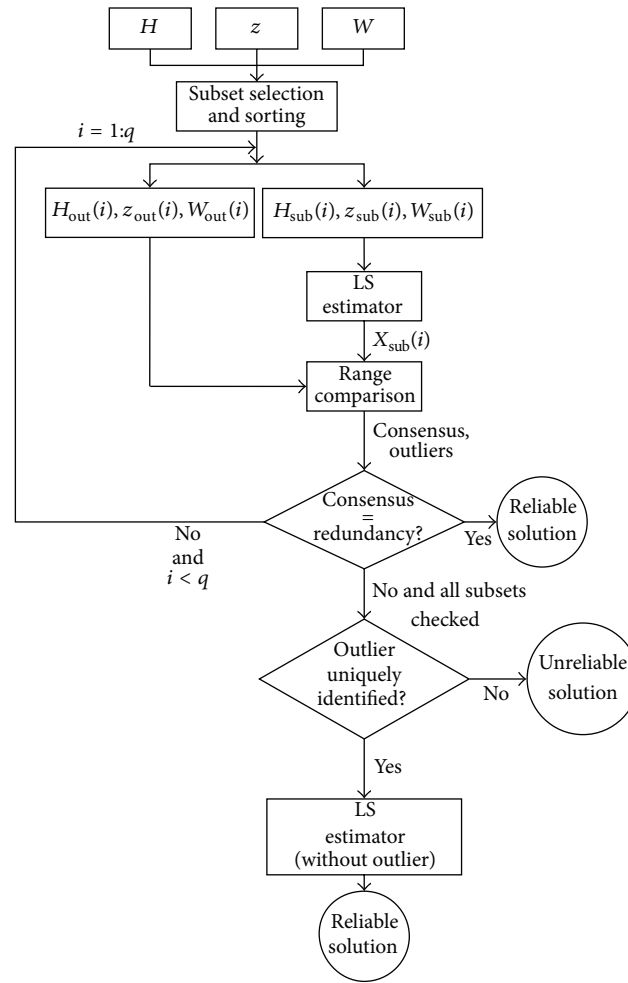 H
z
W
Subset selection
and sorting
i = 1:q
H_out(i), z_out(i), W_out(i)
H_sub(i), z_sub(i), W_sub(i)
LS
estimator
X_sub(i)
Range
comparison
Consensus,
outliers
Consensus
=
redundancy?
Yes
Reliable
solution
No
and
i < q
No and all subsets
checked
Outlier
uniquely
identified?
No
Unreliable
solution
Yes
LS
estimator
(without outlier)
Reliable
solution